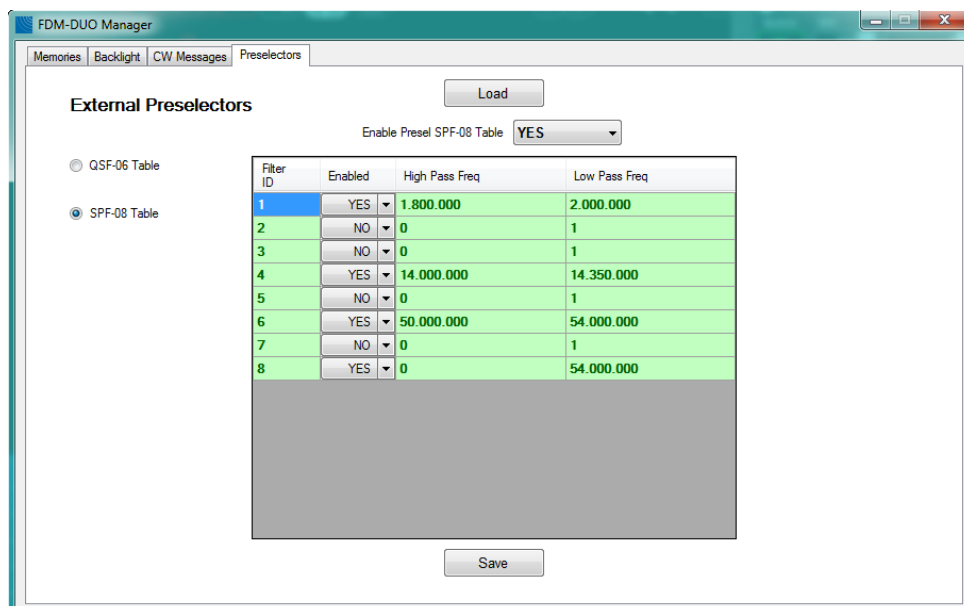 FDM-DUO Manager
Memories Backlight CW Messages Preselectors
External Preselectors
Load
Enable Presel SPF-08 Table YES
QSF-06 Table
SPF-08 Table
Filter ID Enabled High Pass Freq Low Pass Freq
1 YES 1.800.000 2.000.000
2 NO 0 1
3 NO 0 1
4 YES 14.000.000 14.350.000
5 NO 0 1
6 YES 50.000.000 54.000.000
7 NO 0 1
8 YES 0 54.000.000
Save